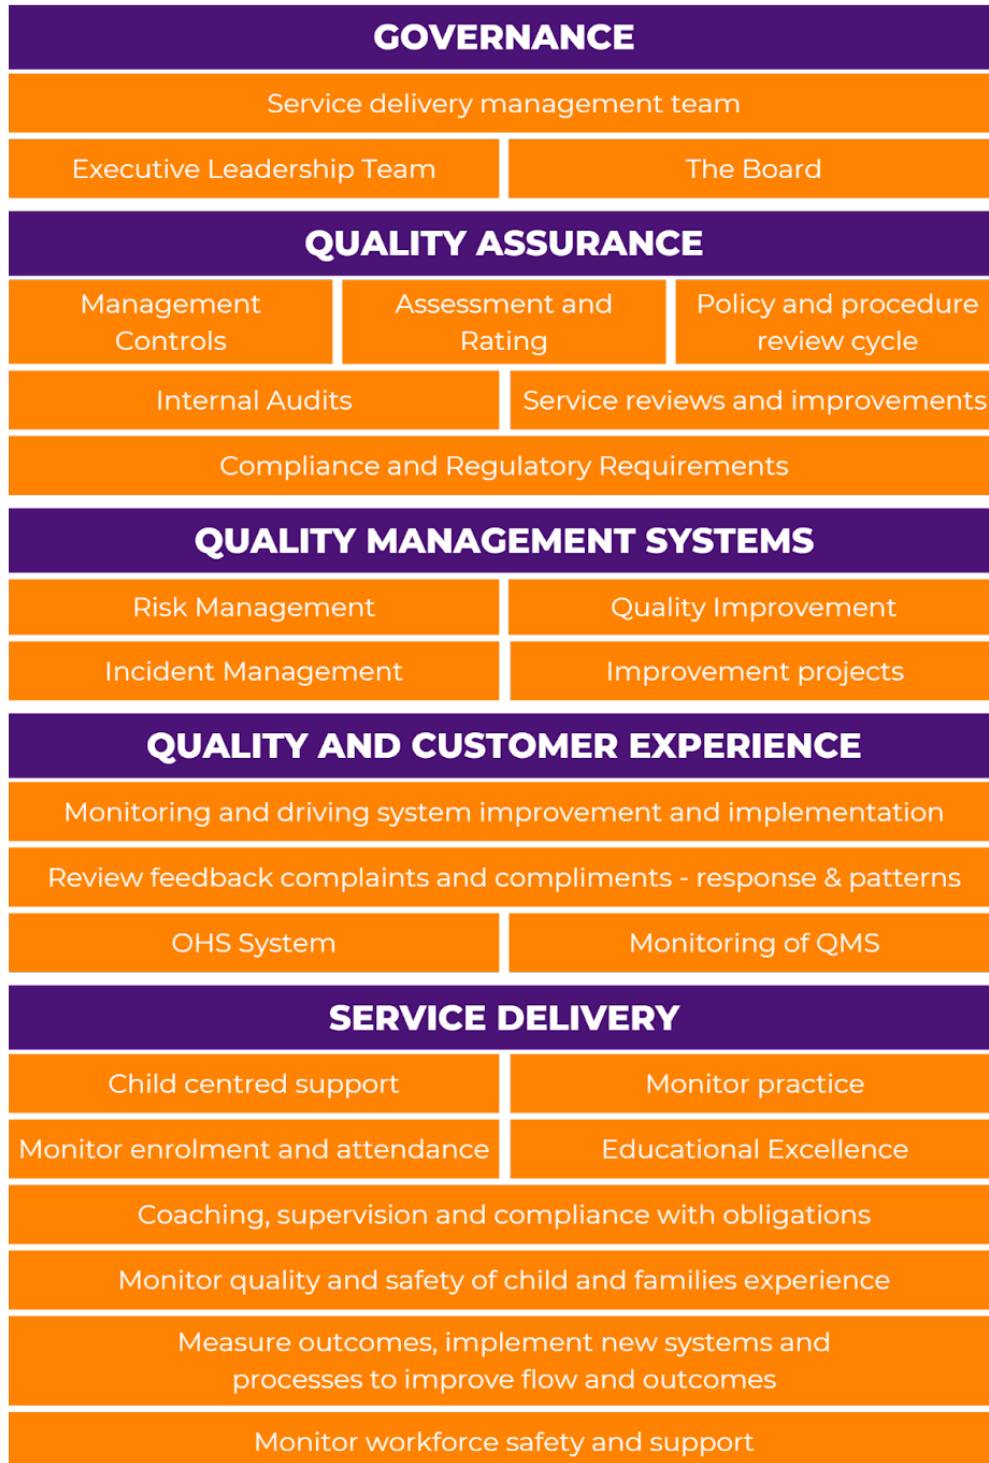 GOVERNANCE
Service delivery management team
Executive Leadership Team
The Board
QUALITY ASSURANCE
Management
Controls
Assessment and
Rating
Policy and procedure
review cycle
Internal Audits
Service reviews and improvements
Compliance and Regulatory Requirements
QUALITY MANAGEMENT SYSTEMS
Risk Management
Quality Improvement
Incident Management
Improvement projects
QUALITY AND CUSTOMER EXPERIENCE
Monitoring and driving system improvement and implementation
Review feedback complaints and compliments - response & patterns
OHS System
Monitoring of QMS
SERVICE DELIVERY
Child centred support
Monitor practice
Monitor enrolment and attendance
Educational Excellence
Coaching, supervision and compliance with obligations
Monitor quality and safety of child and families experience
Measure outcomes, implement new systems and
processes to improve flow and outcomes
Monitor workforce safety and support